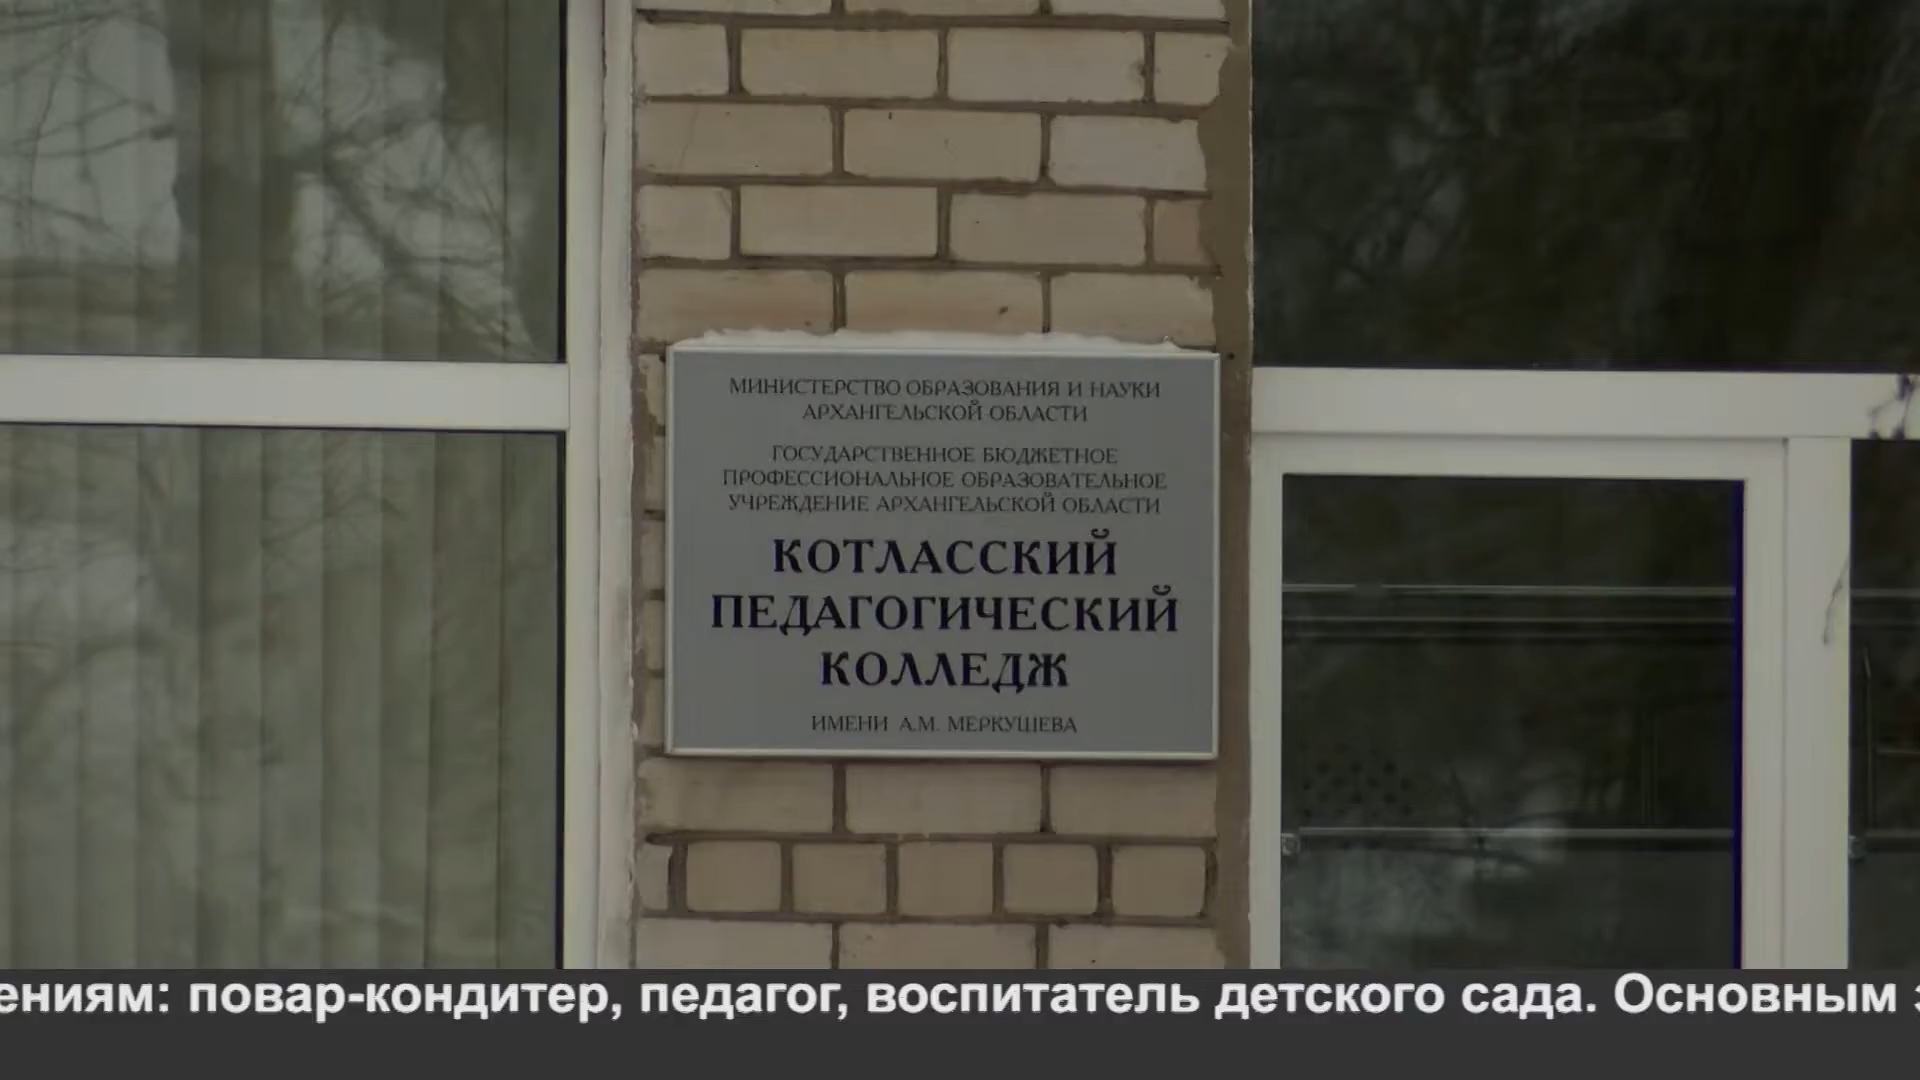 МИНИСТЕРСТВО ОБРАЗОВАНИЯ И НАУКИ
АРХАНГЕЛЬСКОЙ ОБЛАСТИ
ГОСУДАРСТВЕННОЕ БЮДЖЕТНОЕ
ПРОФЕССИОНАЛЬНОЕ ОБРАЗОВАТЕЛЬНОЕ
УЧРЕЖДЕНИЕ АРХАНГЕЛЬСКОЙ ОБЛАСТИ
КОТЛАССКИЙ
ПЕДАГОГИЧЕСКИЙ
КОЛЛЕДЖ
ИМЕНИ А.М. МЕРКУШЕВА
ениям: повар-кондитер, педагог, воспитатель детского сада. Основным